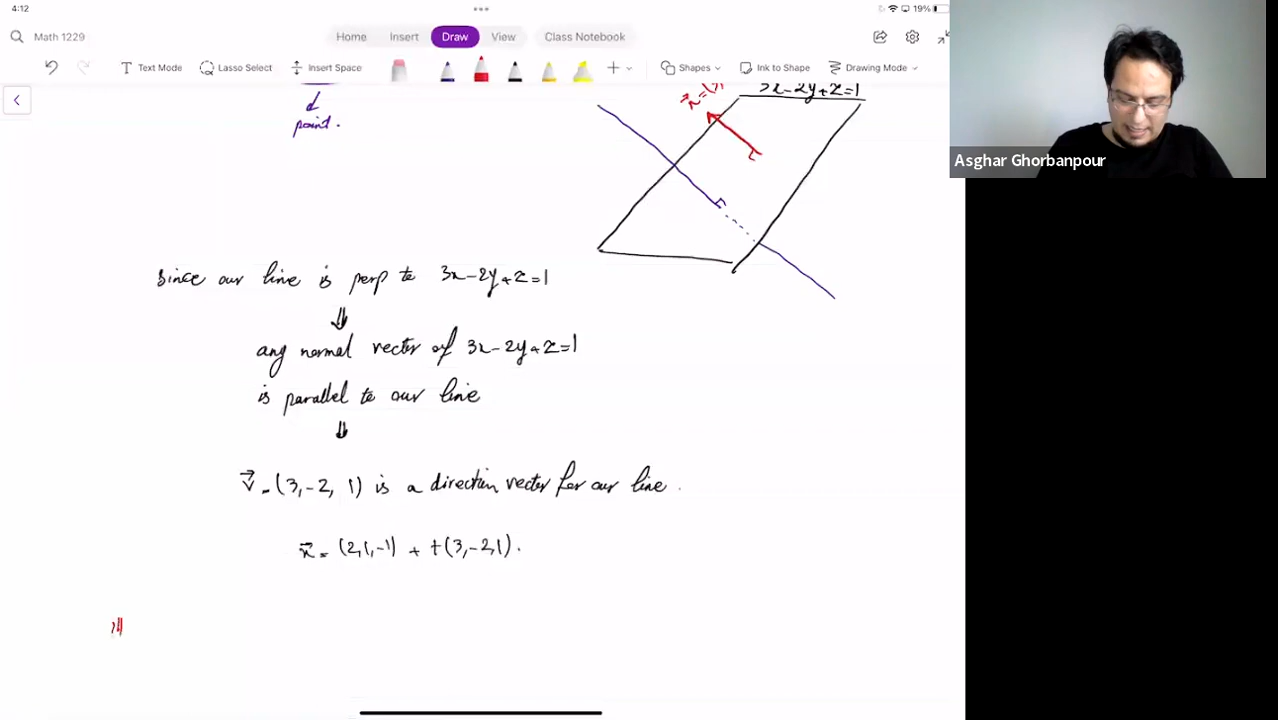 4:12
19%
Math 1229
Home Insert Draw View Class Notebook
Text Mode Lasso Select Insert Space Shapes Ink to Shape Drawing Mode
point.
3x-2y+z=1
Asghar Ghorbanpour
since our line is perp to 3x-2y+z=1
⇓
any normal vector of 3x-2y+z=1
is parallel to our line
⇓
v⃗ = (3,-2, 1) is a direction vector for our line.
x⃗ = (2,1,-1) + t(3,-2,1).